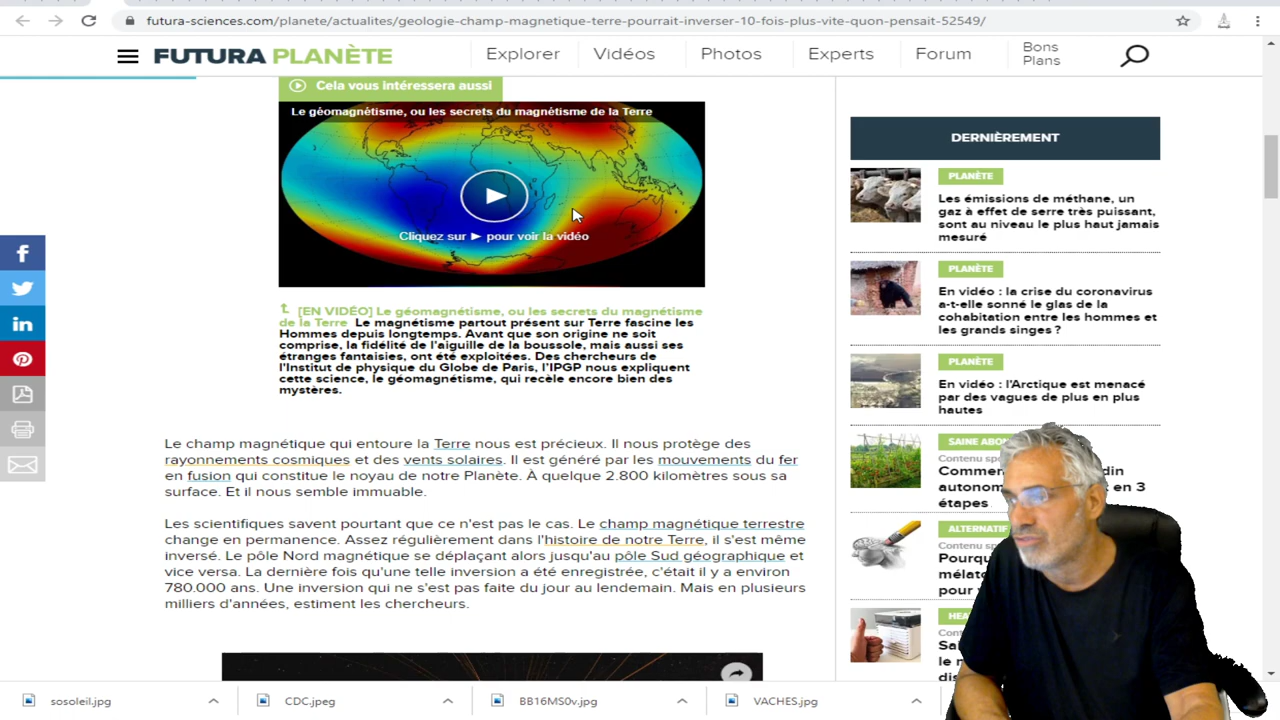 futura-sciences.com/planete/actualites/geologie-champ-magnetique-terre-pourrait-inverser-10-fois-plus-vite-quon-pensait-52549/
FUTURA PLANÈTE
Explorer
Vidéos
Photos
Experts
Forum
Bons
Plans
Cela vous intéressera aussi
Le géomagnétisme, ou les secrets du magnétisme de la Terre
Cliquez sur ► pour voir la vidéo
[EN VIDÉO] Le géomagnétisme, ou les secrets du magnétisme
de la Terre Le magnétisme partout présent sur Terre fascine les
Hommes depuis longtemps. Avant que son origine ne soit
comprise, la fidélité de l'aiguille de la boussole, mais aussi ses
étranges fantaisies, ont été exploitées. Des chercheurs de
l'Institut de physique du Globe de Paris, l'IPGP nous expliquent
cette science, le géomagnétisme, qui recèle encore bien des
mystères.
Le champ magnétique qui entoure la Terre nous est précieux. Il nous protège des
rayonnements cosmiques et des vents solaires. Il est généré par les mouvements du fer
en fusion qui constitue le noyau de notre Planète. À quelque 2.800 kilomètres sous sa
surface. Et il nous semble immuable.
Les scientifiques savent pourtant que ce n'est pas le cas. Le champ magnétique terrestre
change en permanence. Assez régulièrement dans l'histoire de notre Terre, il s'est même
inversé. Le pôle Nord magnétique se déplaçant alors jusqu'au pôle Sud géographique et
vice versa. La dernière fois qu'une telle inversion a été enregistrée, c'était il y a environ
780.000 ans. Une inversion qui ne s'est pas faite du jour au lendemain. Mais en plusieurs
milliers d'années, estiment les chercheurs.
DERNIÈREMENT
PLANÈTE
Les émissions de méthane, un
gaz à effet de serre très puissant,
sont au niveau le plus haut jamais
mesuré
PLANÈTE
En vidéo : la crise du coronavirus
a-t-elle sonné le glas de la
cohabitation entre les hommes et
les grands singes ?
PLANÈTE
En vidéo : l'Arctique est menacé
par des vagues de plus en plus
hautes
SAINE ABON
Contenu spo
Commen din
autonom en 3
étapes
ALTERNATIF
Contenu s
Pourqu
mélato
pour
HEA
Cont
Sal
le n
dis
sosoleil.jpg
CDC.jpeg
BB16MS0v.jpg
VACHES.jpg